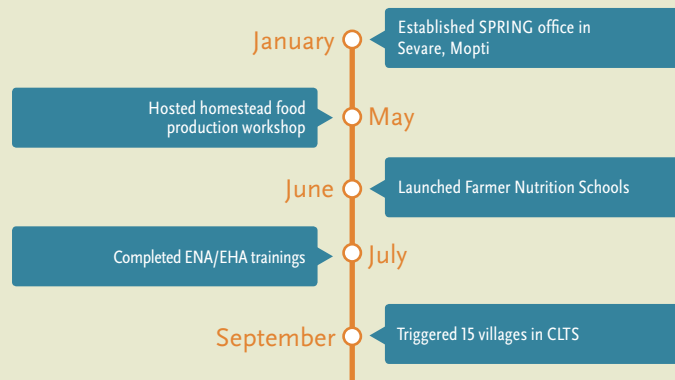 January
Established SPRING office in
Sevare, Mopti
Hosted homestead food
production workshop
May
June
Launched Farmer Nutrition Schools
Completed ENA/EHA trainings
July
September
Triggered 15 villages in CLTS